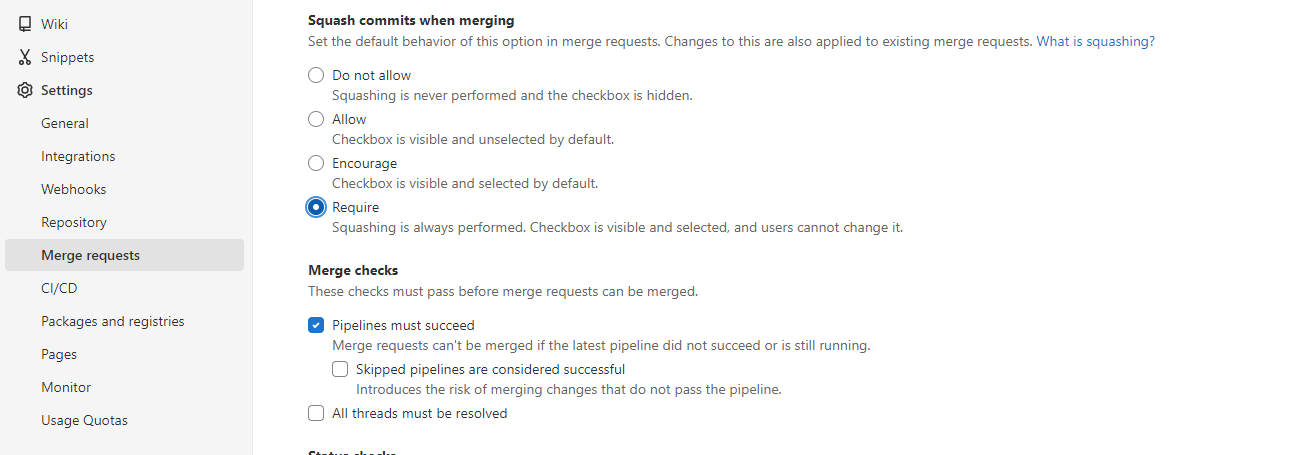 Wiki
Snippets
Settings
General
Integrations
Webhooks
Repository
Merge requests
CI/CD
Packages and registries
Pages
Monitor
Usage Quotas
Squash commits when merging
Set the default behavior of this option in merge requests. Changes to this are also applied to existing merge requests. What is squashing?
Do not allow
Squashing is never performed and the checkbox is hidden.
Allow
Checkbox is visible and unselected by default.
Encourage
Checkbox is visible and selected by default.
Require
Squashing is always performed. Checkbox is visible and selected, and users cannot change it.
Merge checks
These checks must pass before merge requests can be merged.
Pipelines must succeed
Merge requests can't be merged if the latest pipeline did not succeed or is still running.
Skipped pipelines are considered successful
Introduces the risk of merging changes that do not pass the pipeline.
All threads must be resolved
Status checks